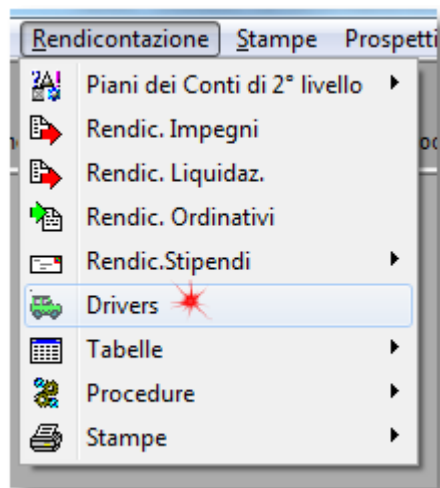 Rendicontazione Stampe Prospetti
Piani dei Conti di 2° livello
Rendic. Impegni
Rendic. Liquidaz.
Rendic. Ordinativi
Rendic.Stipendi
Drivers
Tabelle
Procedure
Stampe